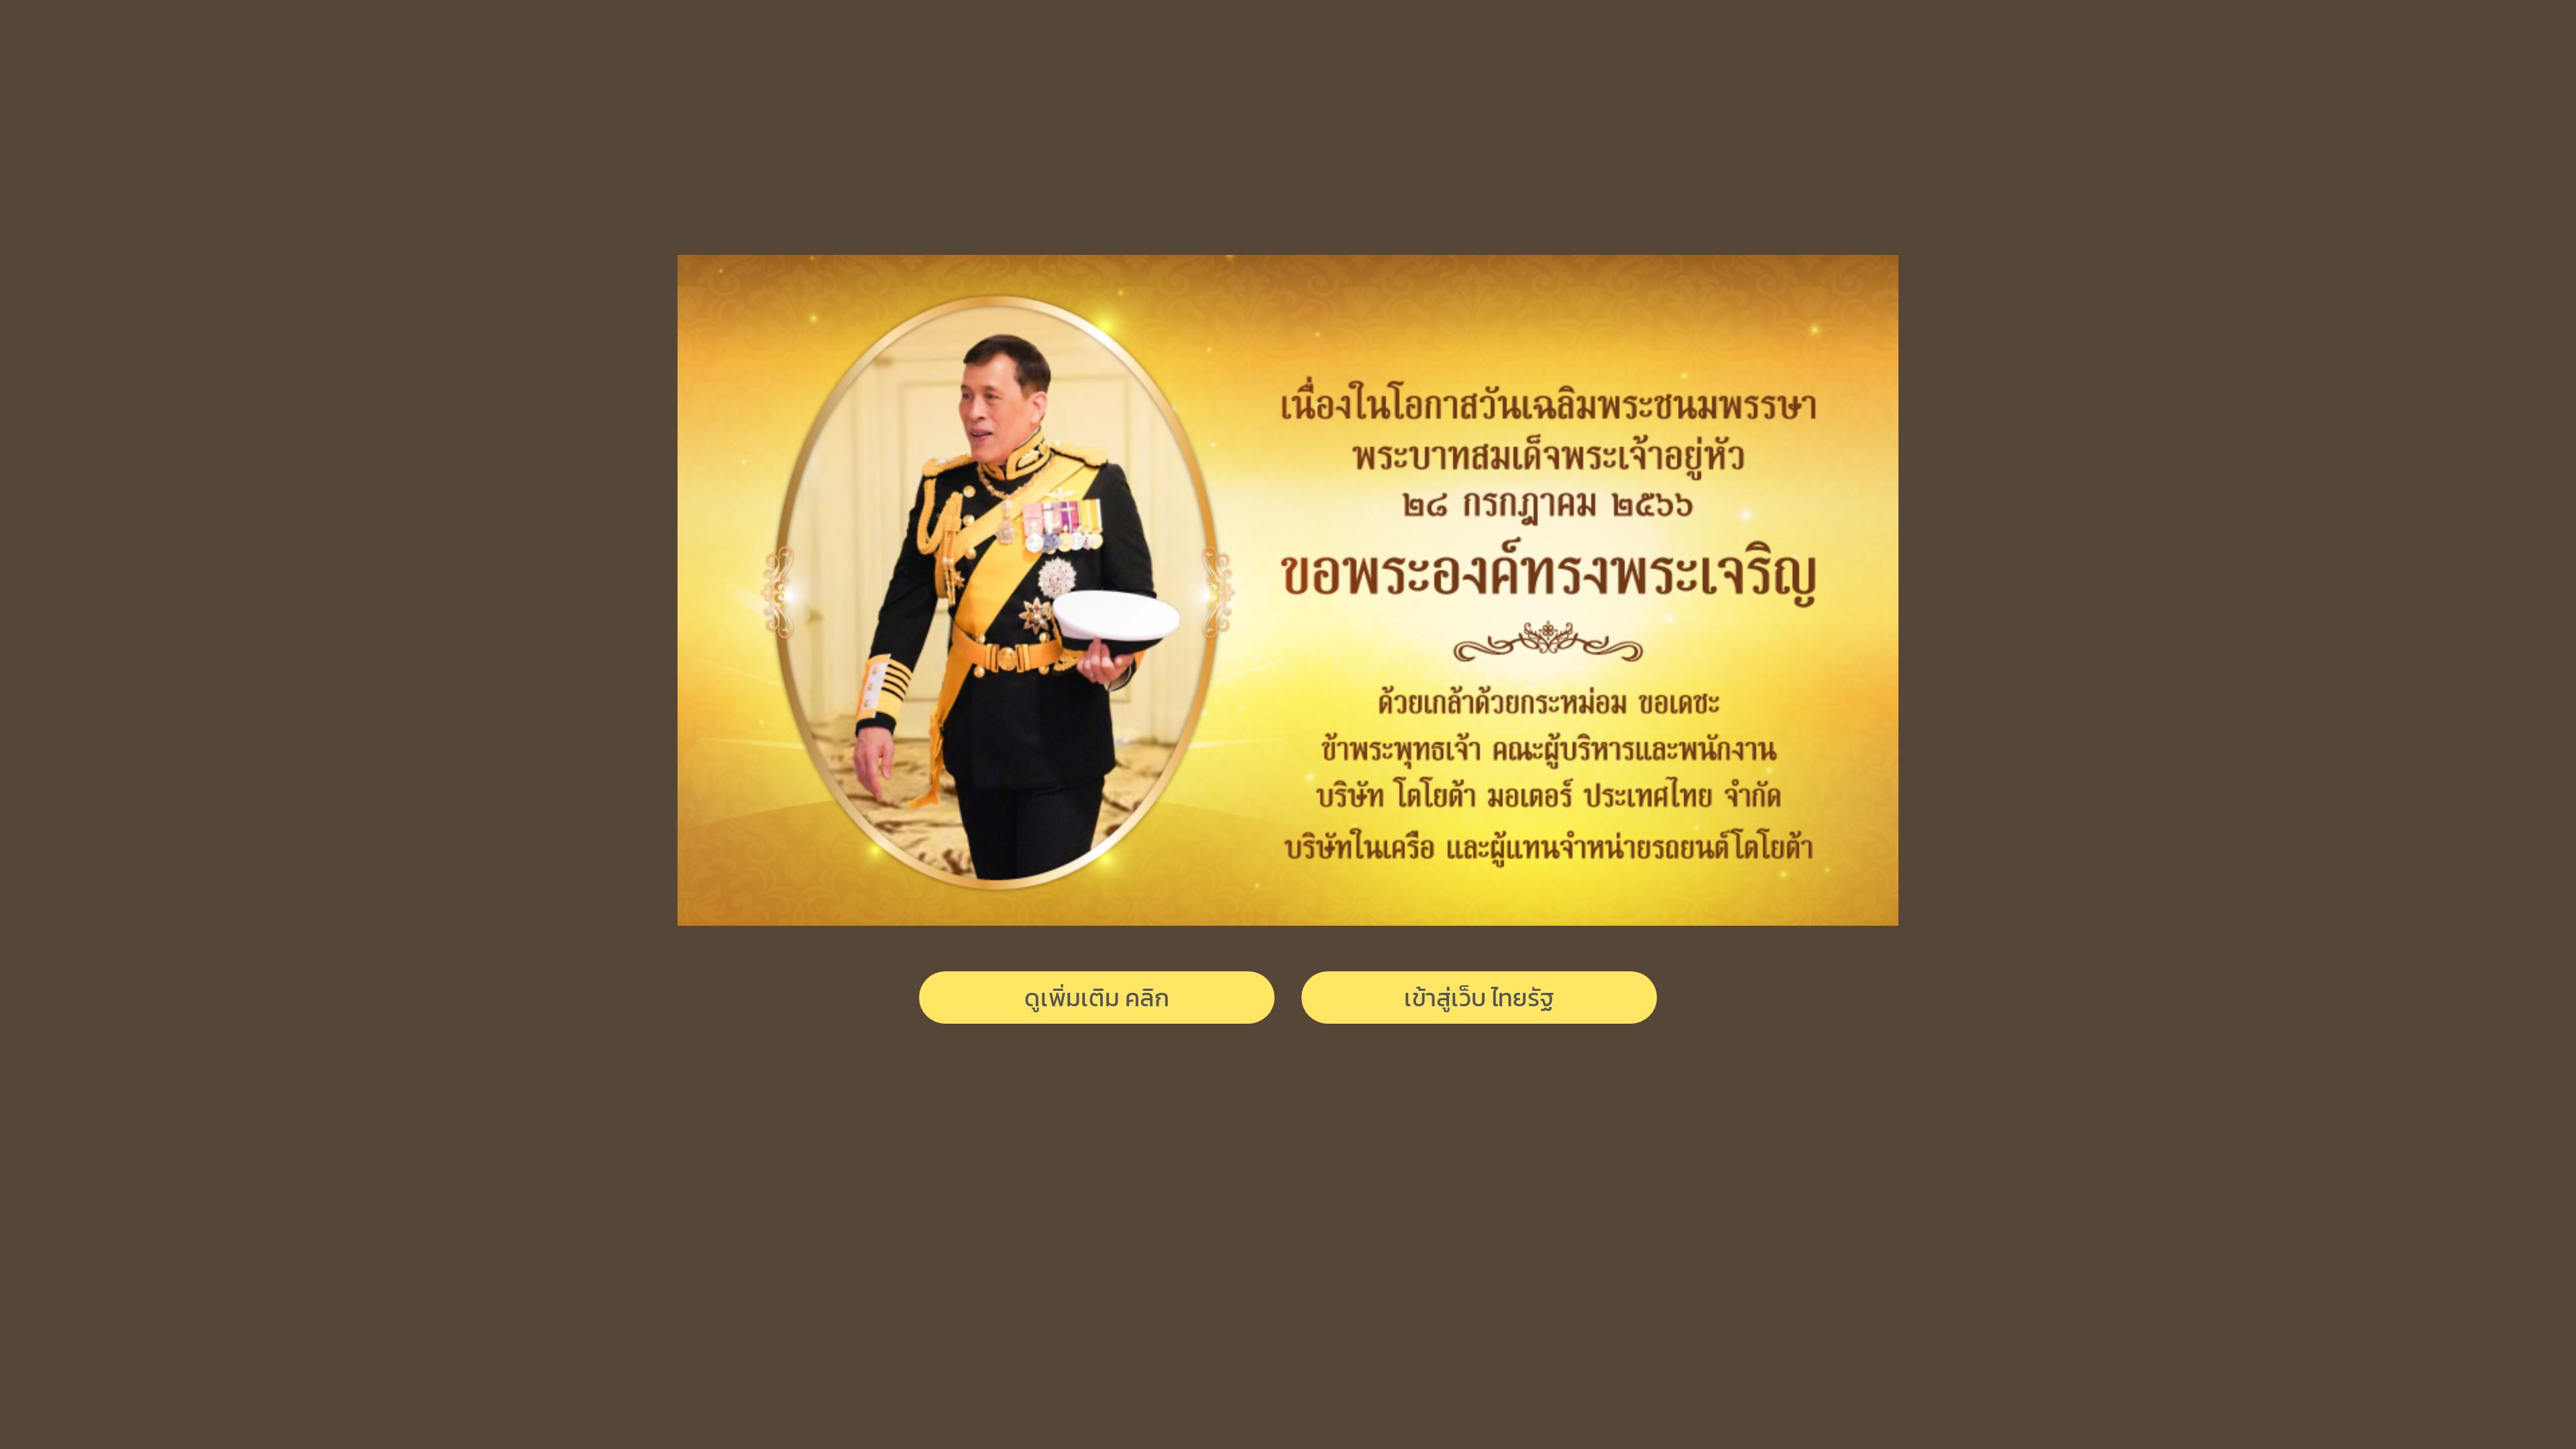 เนื่องในโอกาสวันเฉลิมพระชนมพรรษา
พระบาทสมเด็จพระเจ้าอยู่หัว
๒๘ กรกฎาคม ๒๕๖๖
ขอพระองค์ทรงพระเจริญ
ด้วยเกล้าด้วยกระหม่อม ขอเดชะ
ข้าพระพุทธเจ้า คณะผู้บริหารและพนักงาน
บริษัท โตโยต้า มอเตอร์ ประเทศไทย จำกัด
บริษัทในเครือ และผู้แทนจำหน่ายรถยนต์โตโยต้า
ดูเพิ่มเติม คลิก
เข้าสู่เว็บ ไทยรัฐ